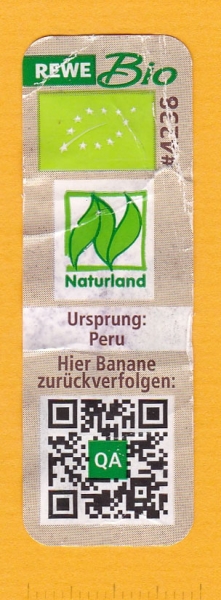 REWE Bio
#4236
Naturland
Ursprung:
Peru
Hier Banane
zurückverfolgen:
QA